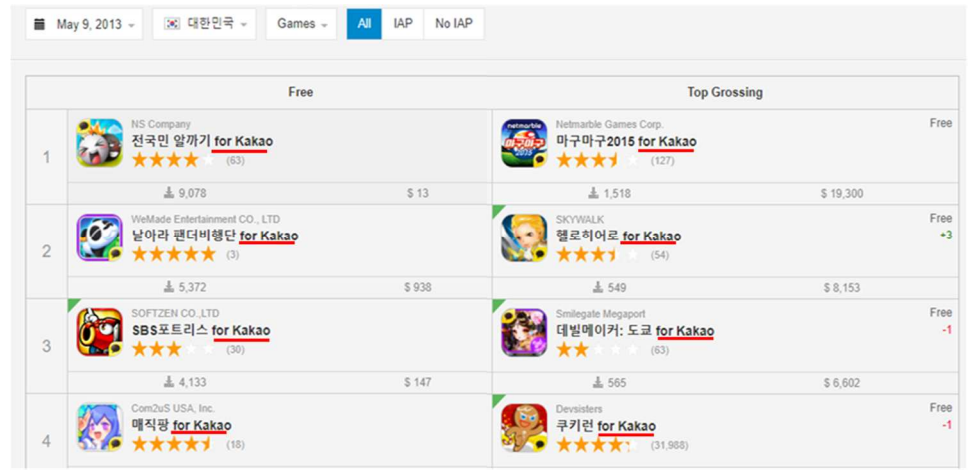 May 9, 2013 대한민국 Games All IAP No IAP
Free Top Grossing
1
NS Company
전국민 알까기 for Kakao
(63)
9,078 $ 13
netmarble
마구마구
2015
Netmarble Games Corp.
Free
마구마구2015 for Kakao
(127)
1,518 $ 19,300
2
WeMade Entertainment CO., LTD
날아라 팬더비행단 for Kakao
(3)
5,372 $ 938
SKYWALK
Free
헬로히어로 for Kakao
+3
(54)
549 $ 8,153
3
SOFTZEN CO.,LTD
SBS포트리스 for Kakao
(30)
4,133 $ 147
Smilegate Megaport
Free
데빌메이커: 도쿄 for Kakao
-1
(63)
565 $ 6,602
4
Com2uS USA, Inc.
매직팡 for Kakao
(18)
Devsisters
Free
쿠키런 for Kakao
-1
(31,988)